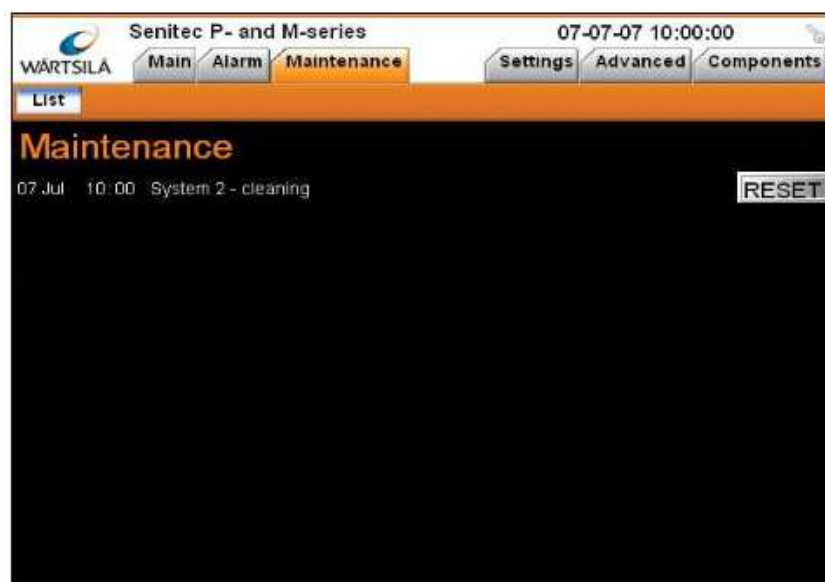 Senitec P- and M-series 07-07-07 10:00:00
WÄRTSILÄ Main Alarm Maintenance Settings Advanced Components
List
Maintenance
07 Jul 10:00 System 2 - cleaning RESET